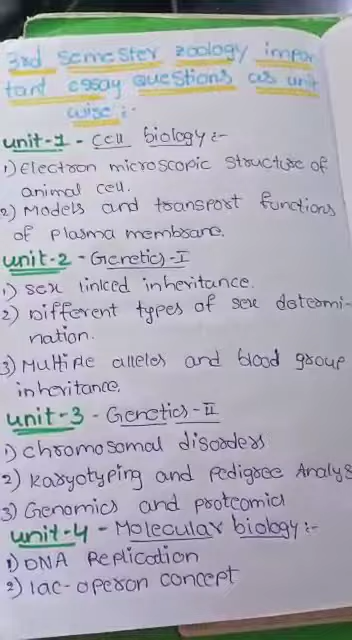 3rd semester zoology impor
tant essay questions as unit
wise :-
unit-1 - cell biology :-
1) Electron microscopic structure of
animal cell.
2) Models and transport functions
of plasma membrane.
unit-2 - Genetics-I
1) sex linked inheritance.
2) Different types of sex determi-
nation.
3) Multiple alleles and blood group
inheritance
unit-3 - Genetics-II
1) chromosomal disorders
2) Karyotyping and Pedigree Analys
3) Genomics and proteomics
unit-4 - Molecular biology :-
1) DNA Replication
2) lac-operon concept